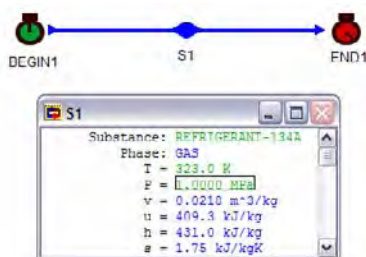 BEGIN1
S1
END1
S1
Substance: REFRIGERANT-134A
Phase: GAS
T = 323.0 K
P = 1.0000 MPa
v = 0.0210 m^3/kg
u = 409.3 kJ/kg
h = 431.0 kJ/kg
s = 1.75 kJ/kgK